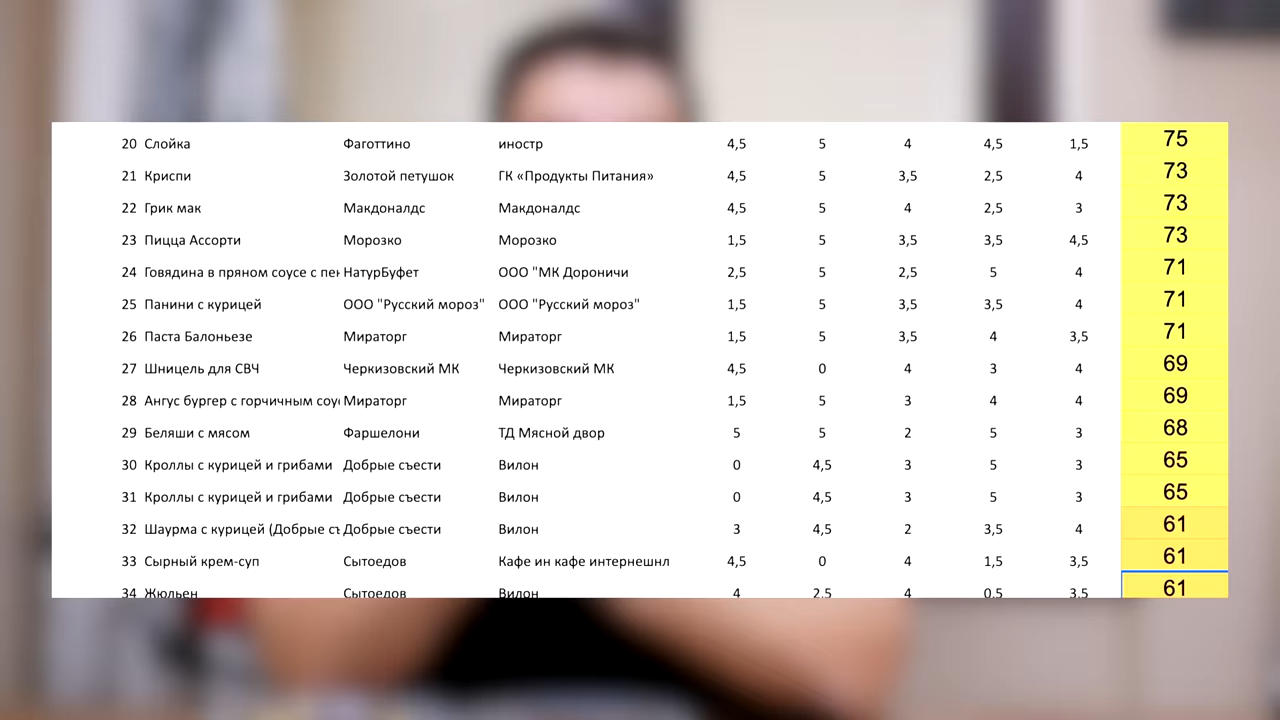 20 Слойка Фаготтино иностр 4,5 5 4 4,5 1,5 75
21 Криспи Золотой петушок ГК «Продукты Питания» 4,5 5 3,5 2,5 4 73
22 Грик мак Макдоналдс Макдоналдс 4,5 5 4 2,5 3 73
23 Пицца Ассорти Морозко Морозко 1,5 5 3,5 3,5 4,5 73
24 Говядина в пряном соусе с НатурБуфет ООО "МК Дороничи 2,5 5 2,5 5 4 71
25 Панини с курицей ООО "Русский мороз" ООО "Русский мороз" 1,5 5 3,5 3,5 4 71
26 Паста Балоньезе Мираторг Мираторг 1,5 5 3,5 4 3,5 71
27 Шницель для СВЧ Черкизовский МК Черкизовский МК 4,5 0 4 3 4 69
28 Ангус бургер с горчичным Мираторг Мираторг 1,5 5 3 4 4 69
29 Беляши с мясом Фаршелони ТД Мясной двор 5 5 2 5 3 68
30 Кроллы с курицей и грибами Добрые съести Вилон 0 4,5 3 5 3 65
31 Кроллы с курицей и грибами Добрые съести Вилон 0 4,5 3 5 3 65
32 Шаурма с курицей (Добрые Добрые съести Вилон 3 4,5 2 3,5 4 61
33 Сырный крем-суп Сытоедов Кафе ин кафе интернешнл 4,5 0 4 1,5 3,5 61
34 Жюльен Сытоедов Вилон 4 2,5 4 0,5 3,5 61